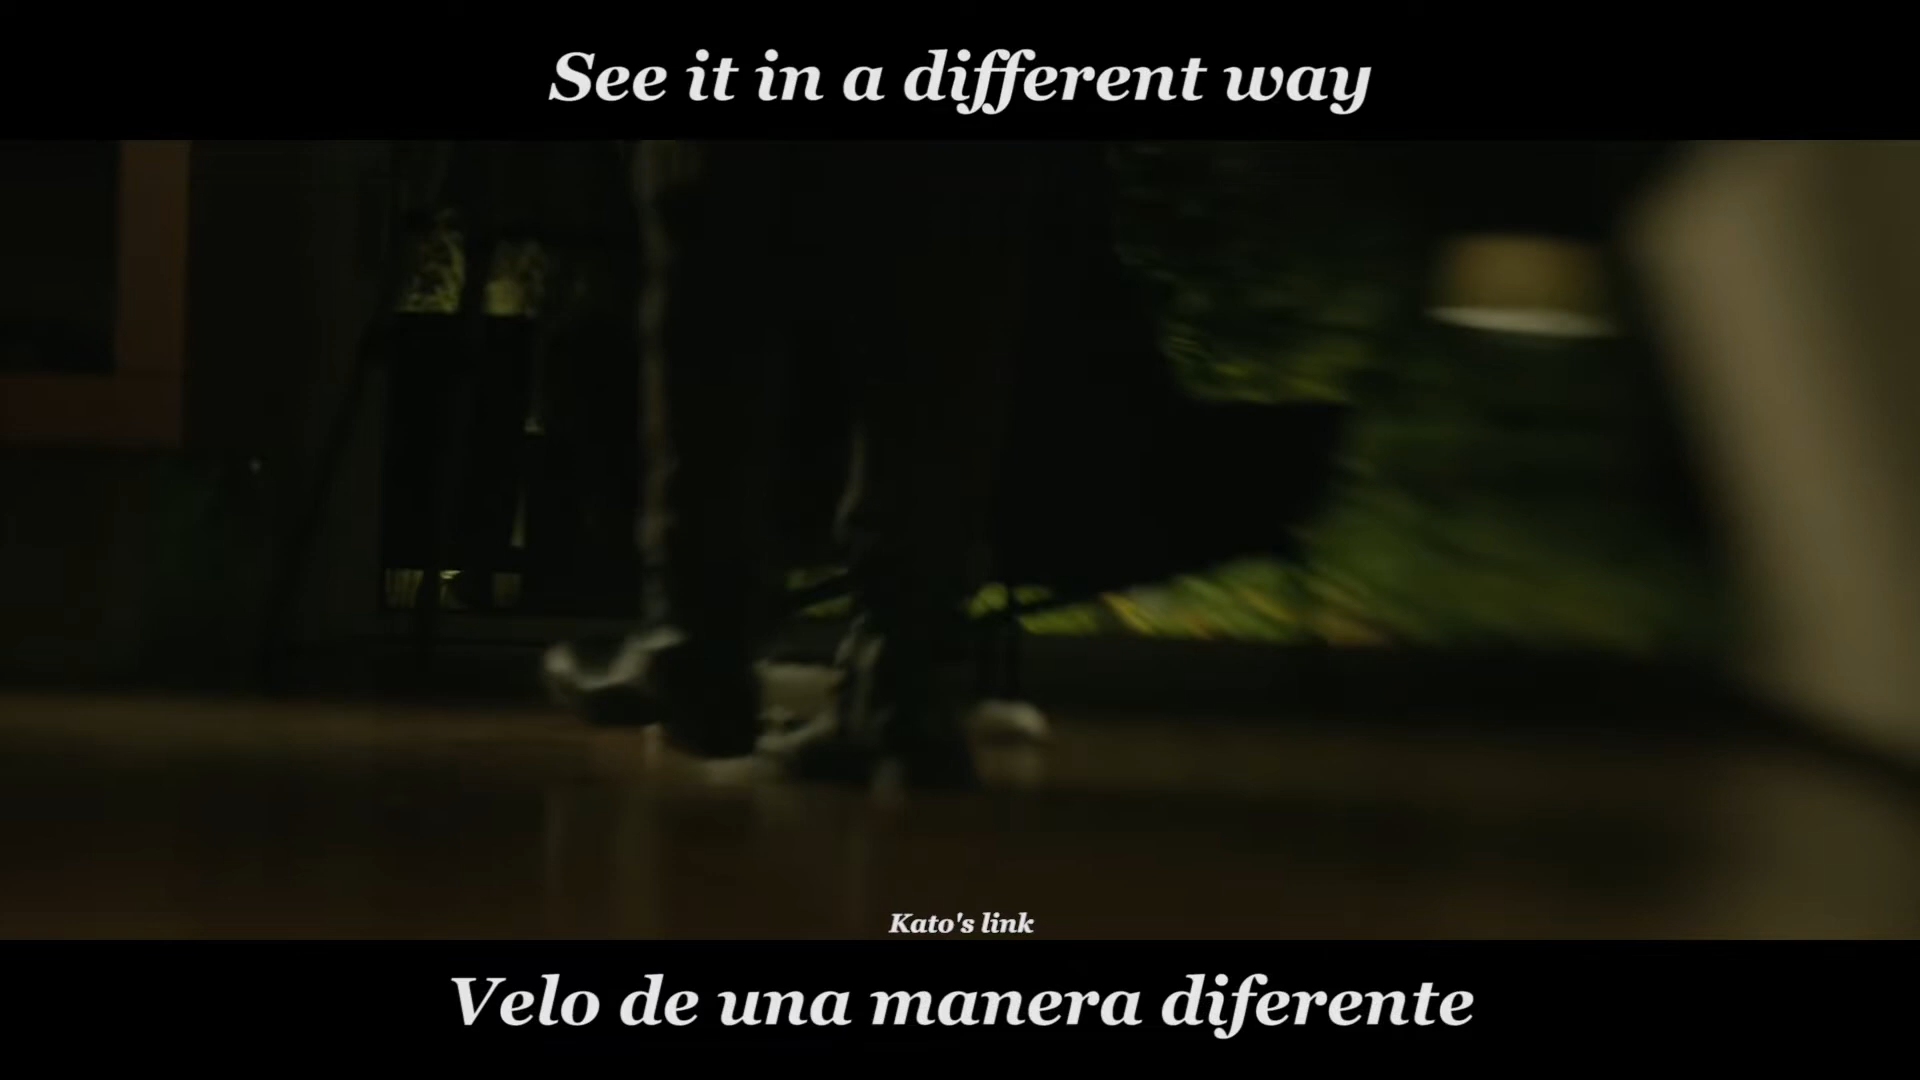 See it in a different way
Kato's link
Velo de una manera diferente